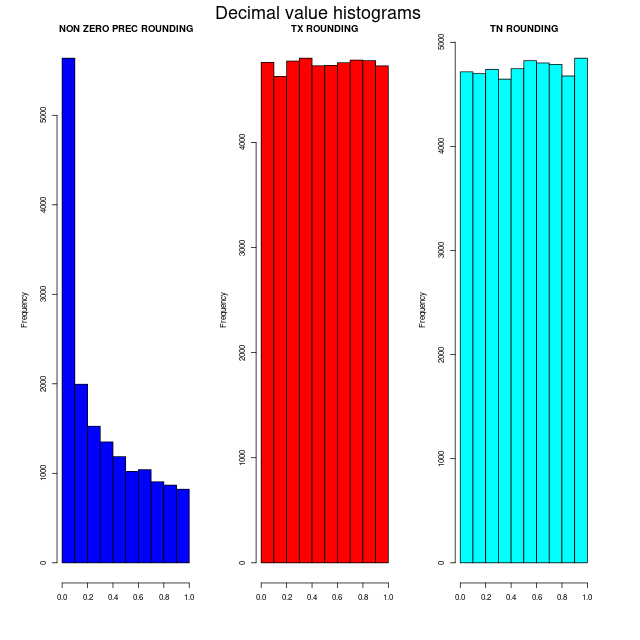 Decimal value histograms
NON ZERO PREC ROUNDING
TX ROUNDING
TN ROUNDING
Frequency
0 1000 2000 3000 4000 5000
0.0 0.2 0.4 0.6 0.8 1.0
Frequency
0 1000 2000 3000 4000
0.0 0.2 0.4 0.6 0.8 1.0
Frequency
0 1000 2000 3000 4000 5000
0.0 0.2 0.4 0.6 0.8 1.0